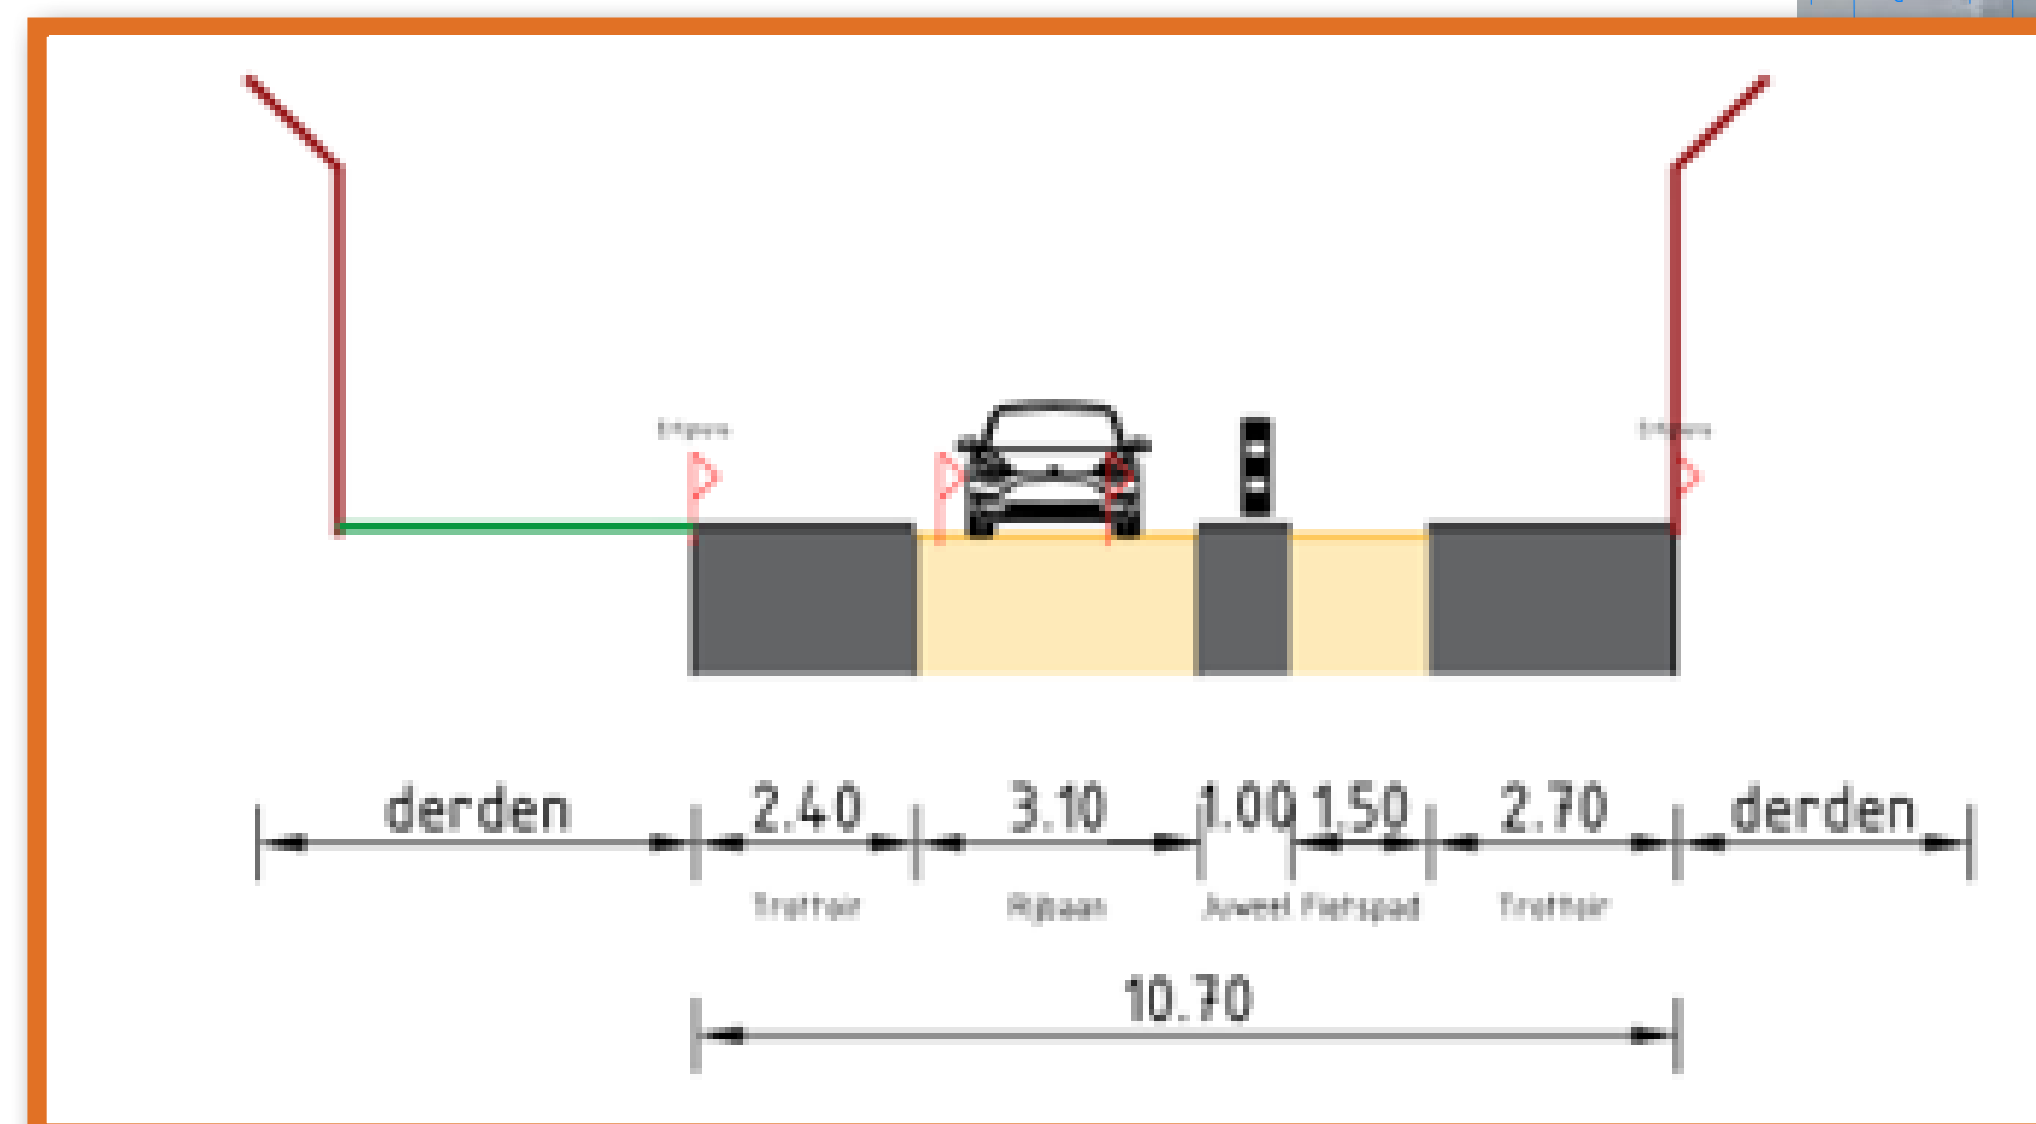 derden 2.40 3.10 1.00 1.50 2.70 derden
Trottoir Rijbaan Juweel Fietspad Trottoir
10.70